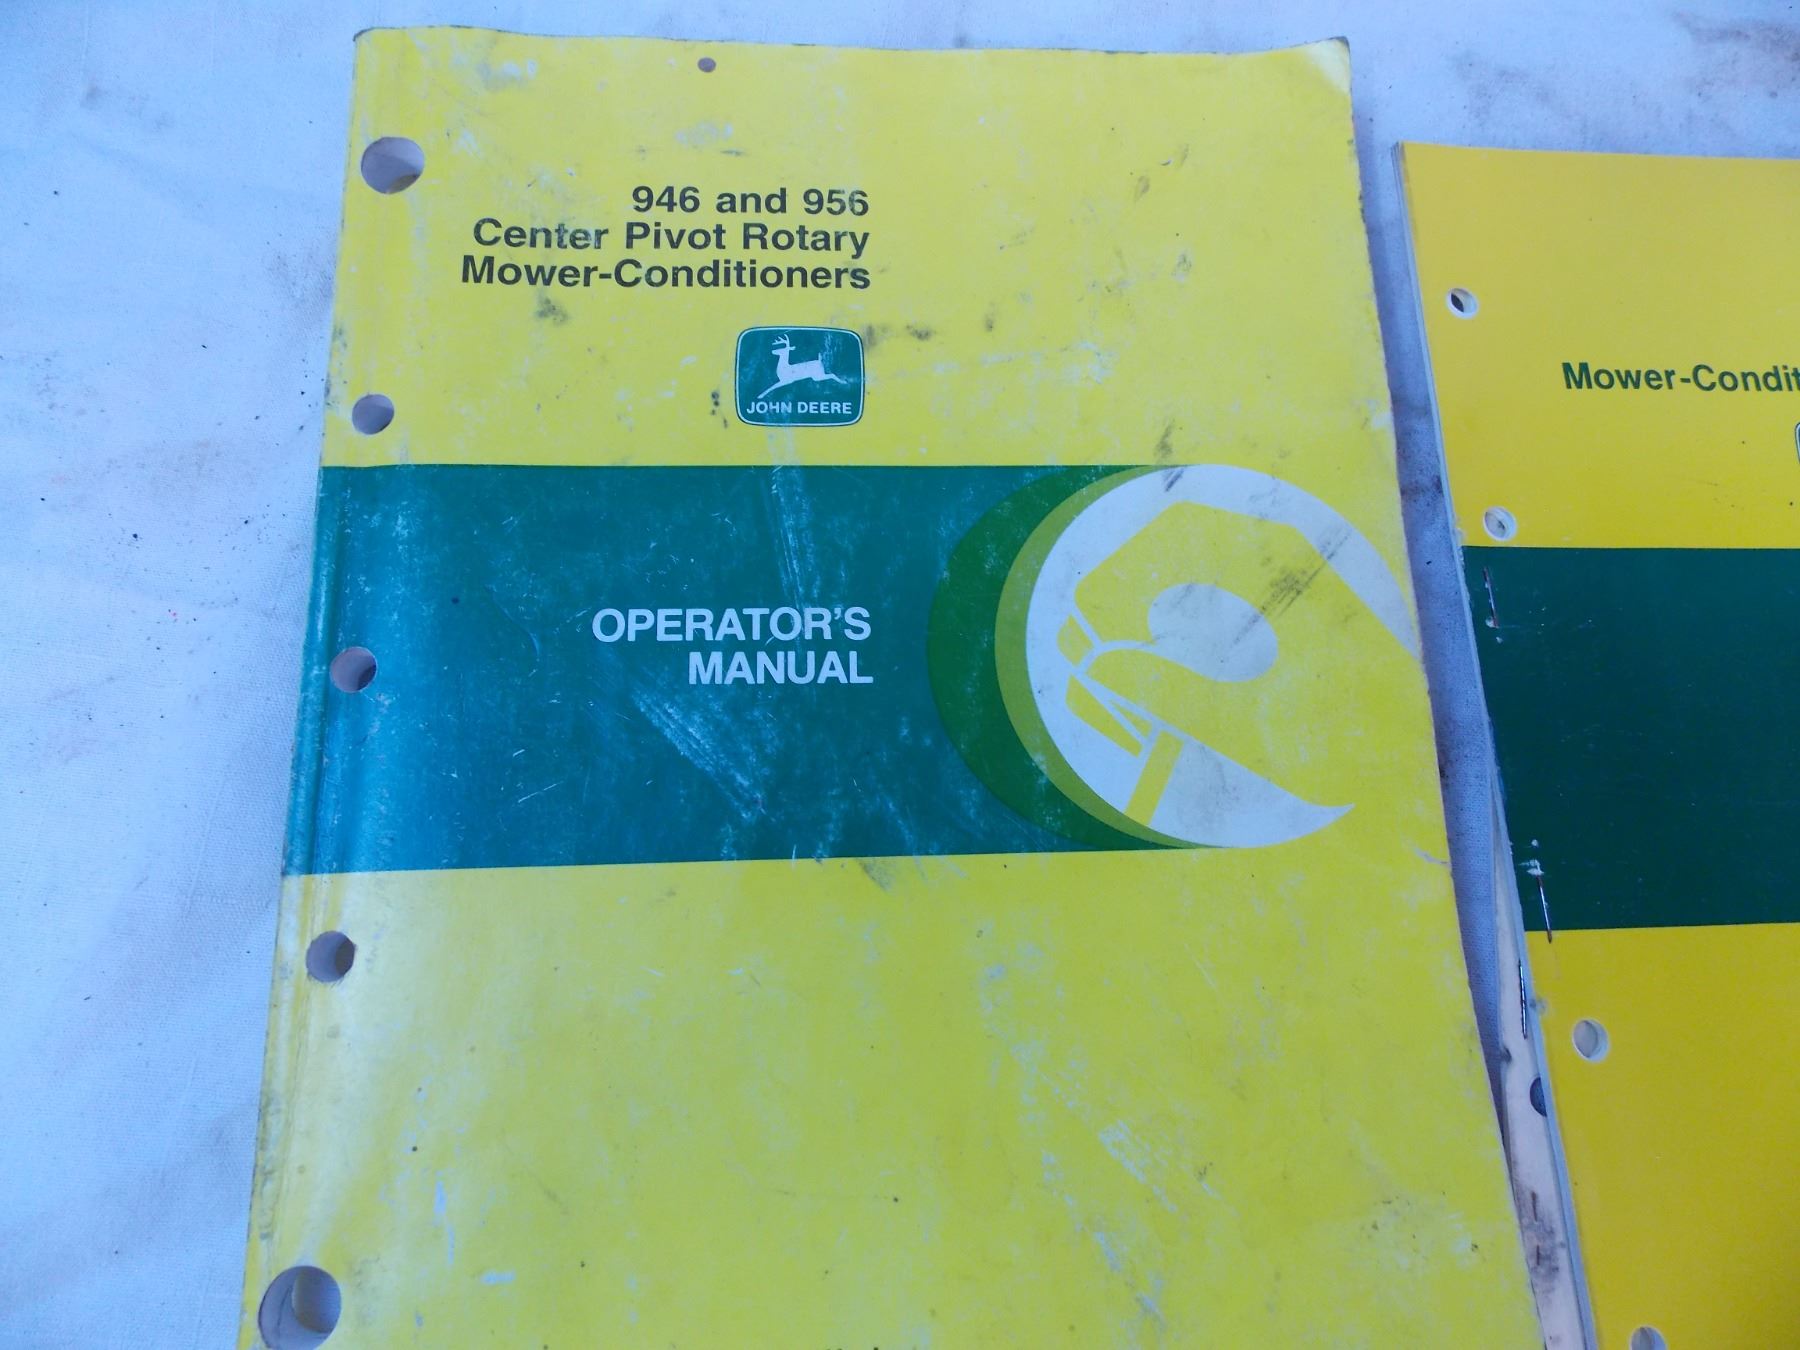 946 and 956
Center Pivot Rotary
Mower-Conditioners
JOHN DEERE
OPERATOR'S
MANUAL
Mower-Condit